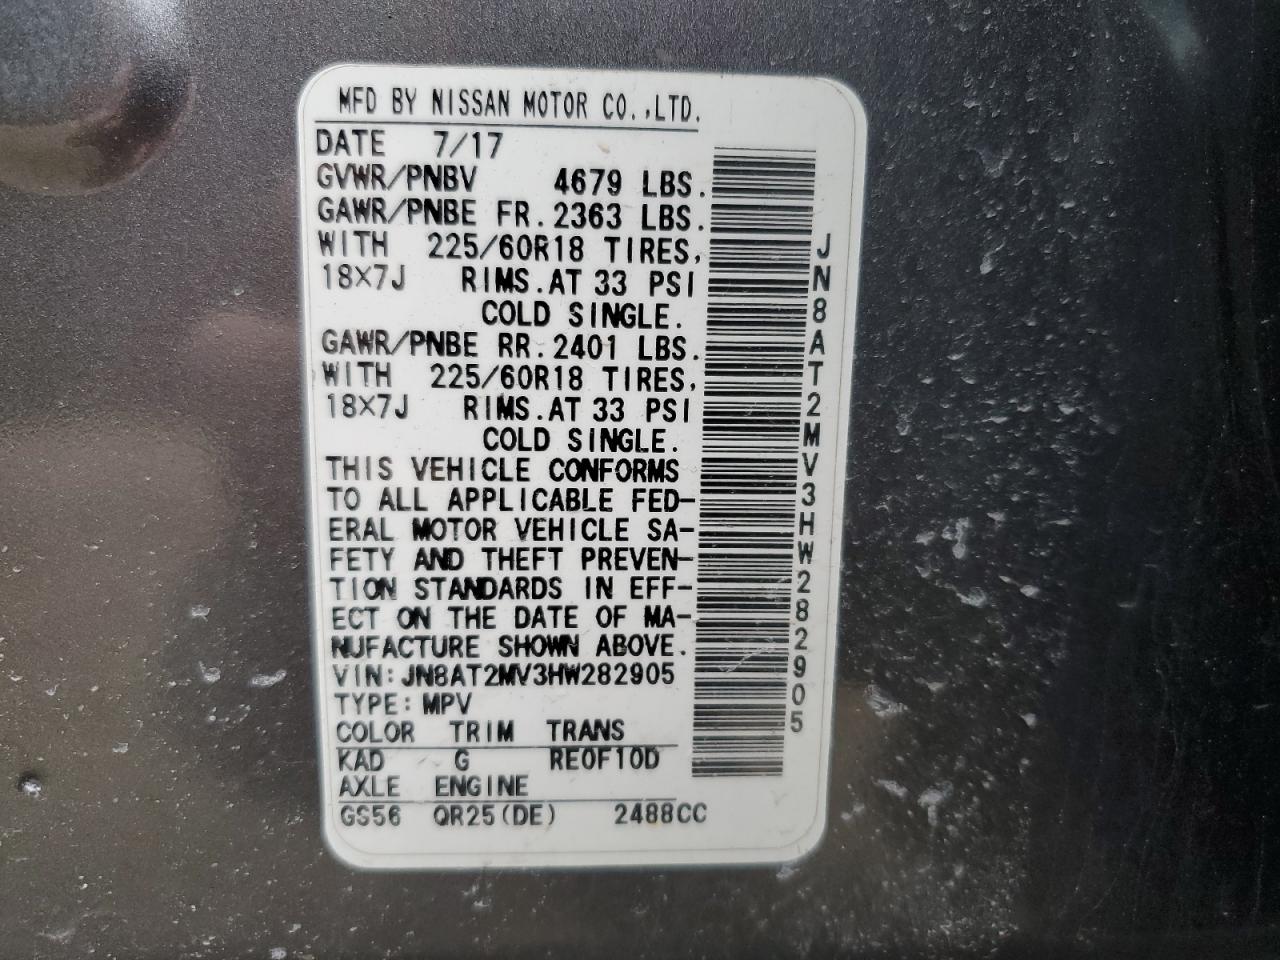 MFD BY NISSAN MOTOR CO.,LTD.
DATE 7/17
GVWR/PNBV 4679 LBS.
GAWR/PNBE FR.2363 LBS.
WITH 225/60R18 TIRES,
18×7J RIMS.AT 33 PSI
COLD SINGLE.
GAWR/PNBE RR.2401 LBS.
WITH 225/60R18 TIRES,
18×7J RIMS.AT 33 PSI
COLD SINGLE.
THIS VEHICLE CONFORMS
TO ALL APPLICABLE FED-
ERAL MOTOR VEHICLE SA-
FETY AND THEFT PREVEN-
TION STANDARDS IN EFF-
ECT ON THE DATE OF MA-
NUFACTURE SHOWN ABOVE.
VIN:JN8AT2MV3HW282905
TYPE:MPV
COLOR TRIM TRANS
KAD G RE0F10D
AXLE ENGINE
GS56 QR25(DE) 2488CC
JN8AT2MV3HW282905